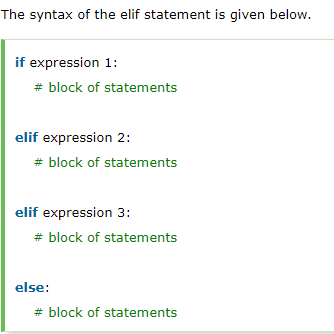 The syntax of the elif statement is given below.
if expression 1:
# block of statements
elif expression 2:
# block of statements
elif expression 3:
# block of statements
else:
# block of statements